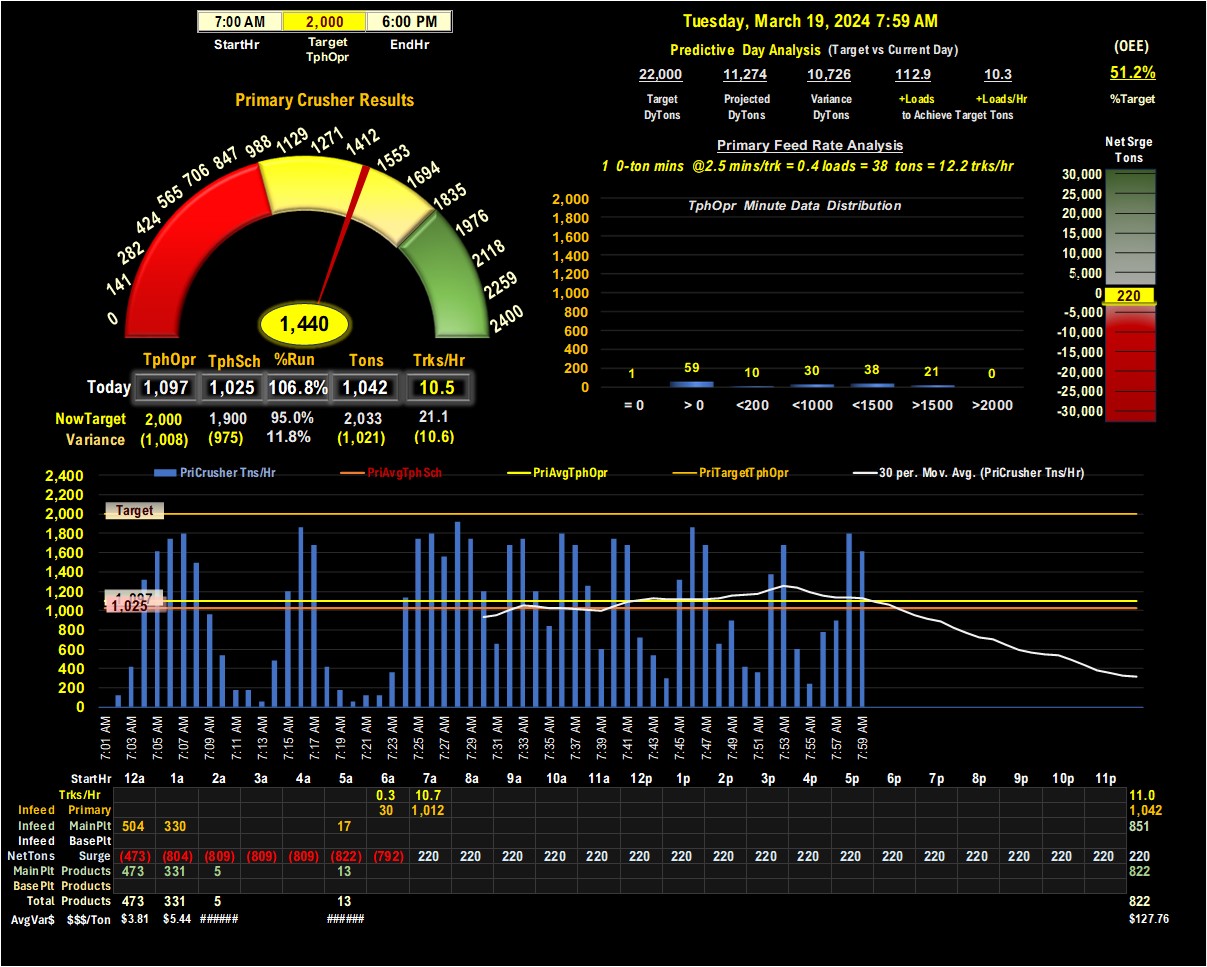 7:00 AM 2,000 6:00 PM
StartHr Target TphOpr EndHr
Tuesday, March 19, 2024 7:59 AM
Predictive Day Analysis (Target vs Current Day)
22,000 11,274 10,726 112.9 10.3
Target DyTons Projected DyTons Variance DyTons +Loads +Loads/Hr
to Achieve Target Tons
(OEE)
51.2%
%Target
Primary Crusher Results
0 141 282 424 565 706 847 988 1129 1271 1412 1553 1694 1835 1976 2118 2259 2400
1,440
TphOpr TphSch %Run Tons Trks/Hr
Today 1,097 1,025 106.8% 1,042 10.5
NowTarget 2,000 1,900 95.0% 2,033 21.1
Variance (1,008) (975) 11.8% (1,021) (10.6)
Primary Feed Rate Analysis
1 0-ton mins @2.5 mins/trk = 0.4 loads = 38 tons = 12.2 trks/hr
TphOpr Minute Data Distribution
2,000
1,800
1,600
1,400
1,200
1,000
800
600
400
200
0
1 59 10 30 38 21 0
= 0 > 0 <200 <1000 <1500 >1500 >2000
Net Srge
Tons
30,000
25,000
20,000
15,000
10,000
5,000
0 220
-5,000
-10,000
-15,000
-20,000
-25,000
-30,000
PriCrusher Tns/Hr PriAvgTphSch PriAvgTphOpr PriTargetTphOpr 30 per. Mov. Avg. (PriCrusher Tns/Hr)
2,400
2,200
2,000 Target
1,800
1,600
1,400
1,200
1,000 1,025
800
600
400
200
0
7:01 AM 7:03 AM 7:05 AM 7:07 AM 7:09 AM 7:11 AM 7:13 AM 7:15 AM 7:17 AM 7:19 AM 7:21 AM 7:23 AM 7:25 AM 7:27 AM 7:29 AM 7:31 AM 7:33 AM 7:35 AM 7:37 AM 7:39 AM 7:41 AM 7:43 AM 7:45 AM 7:47 AM 7:49 AM 7:51 AM 7:53 AM 7:55 AM 7:57 AM 7:59 AM
StartHr 12a 1a 2a 3a 4a 5a 6a 7a 8a 9a 10a 11a 12p 1p 2p 3p 4p 5p 6p 7p 8p 9p 10p 11p
Trks/Hr 0.3 10.7 11.0
Infeed Primary 30 1,012 1,042
Infeed MainPlt 504 330 17 851
Infeed BasePlt
NetTons Surge (473) (804) (809) (809) (809) (822) (792) 220 220 220 220 220 220 220 220 220 220 220 220 220 220 220 220 220 220
MainPlt Products 473 331 5 13 822
BasePlt Products
Total Products 473 331 5 13 822
AvgVar$ $$$/Ton $3.81 $5.44 ###### ###### $127.76